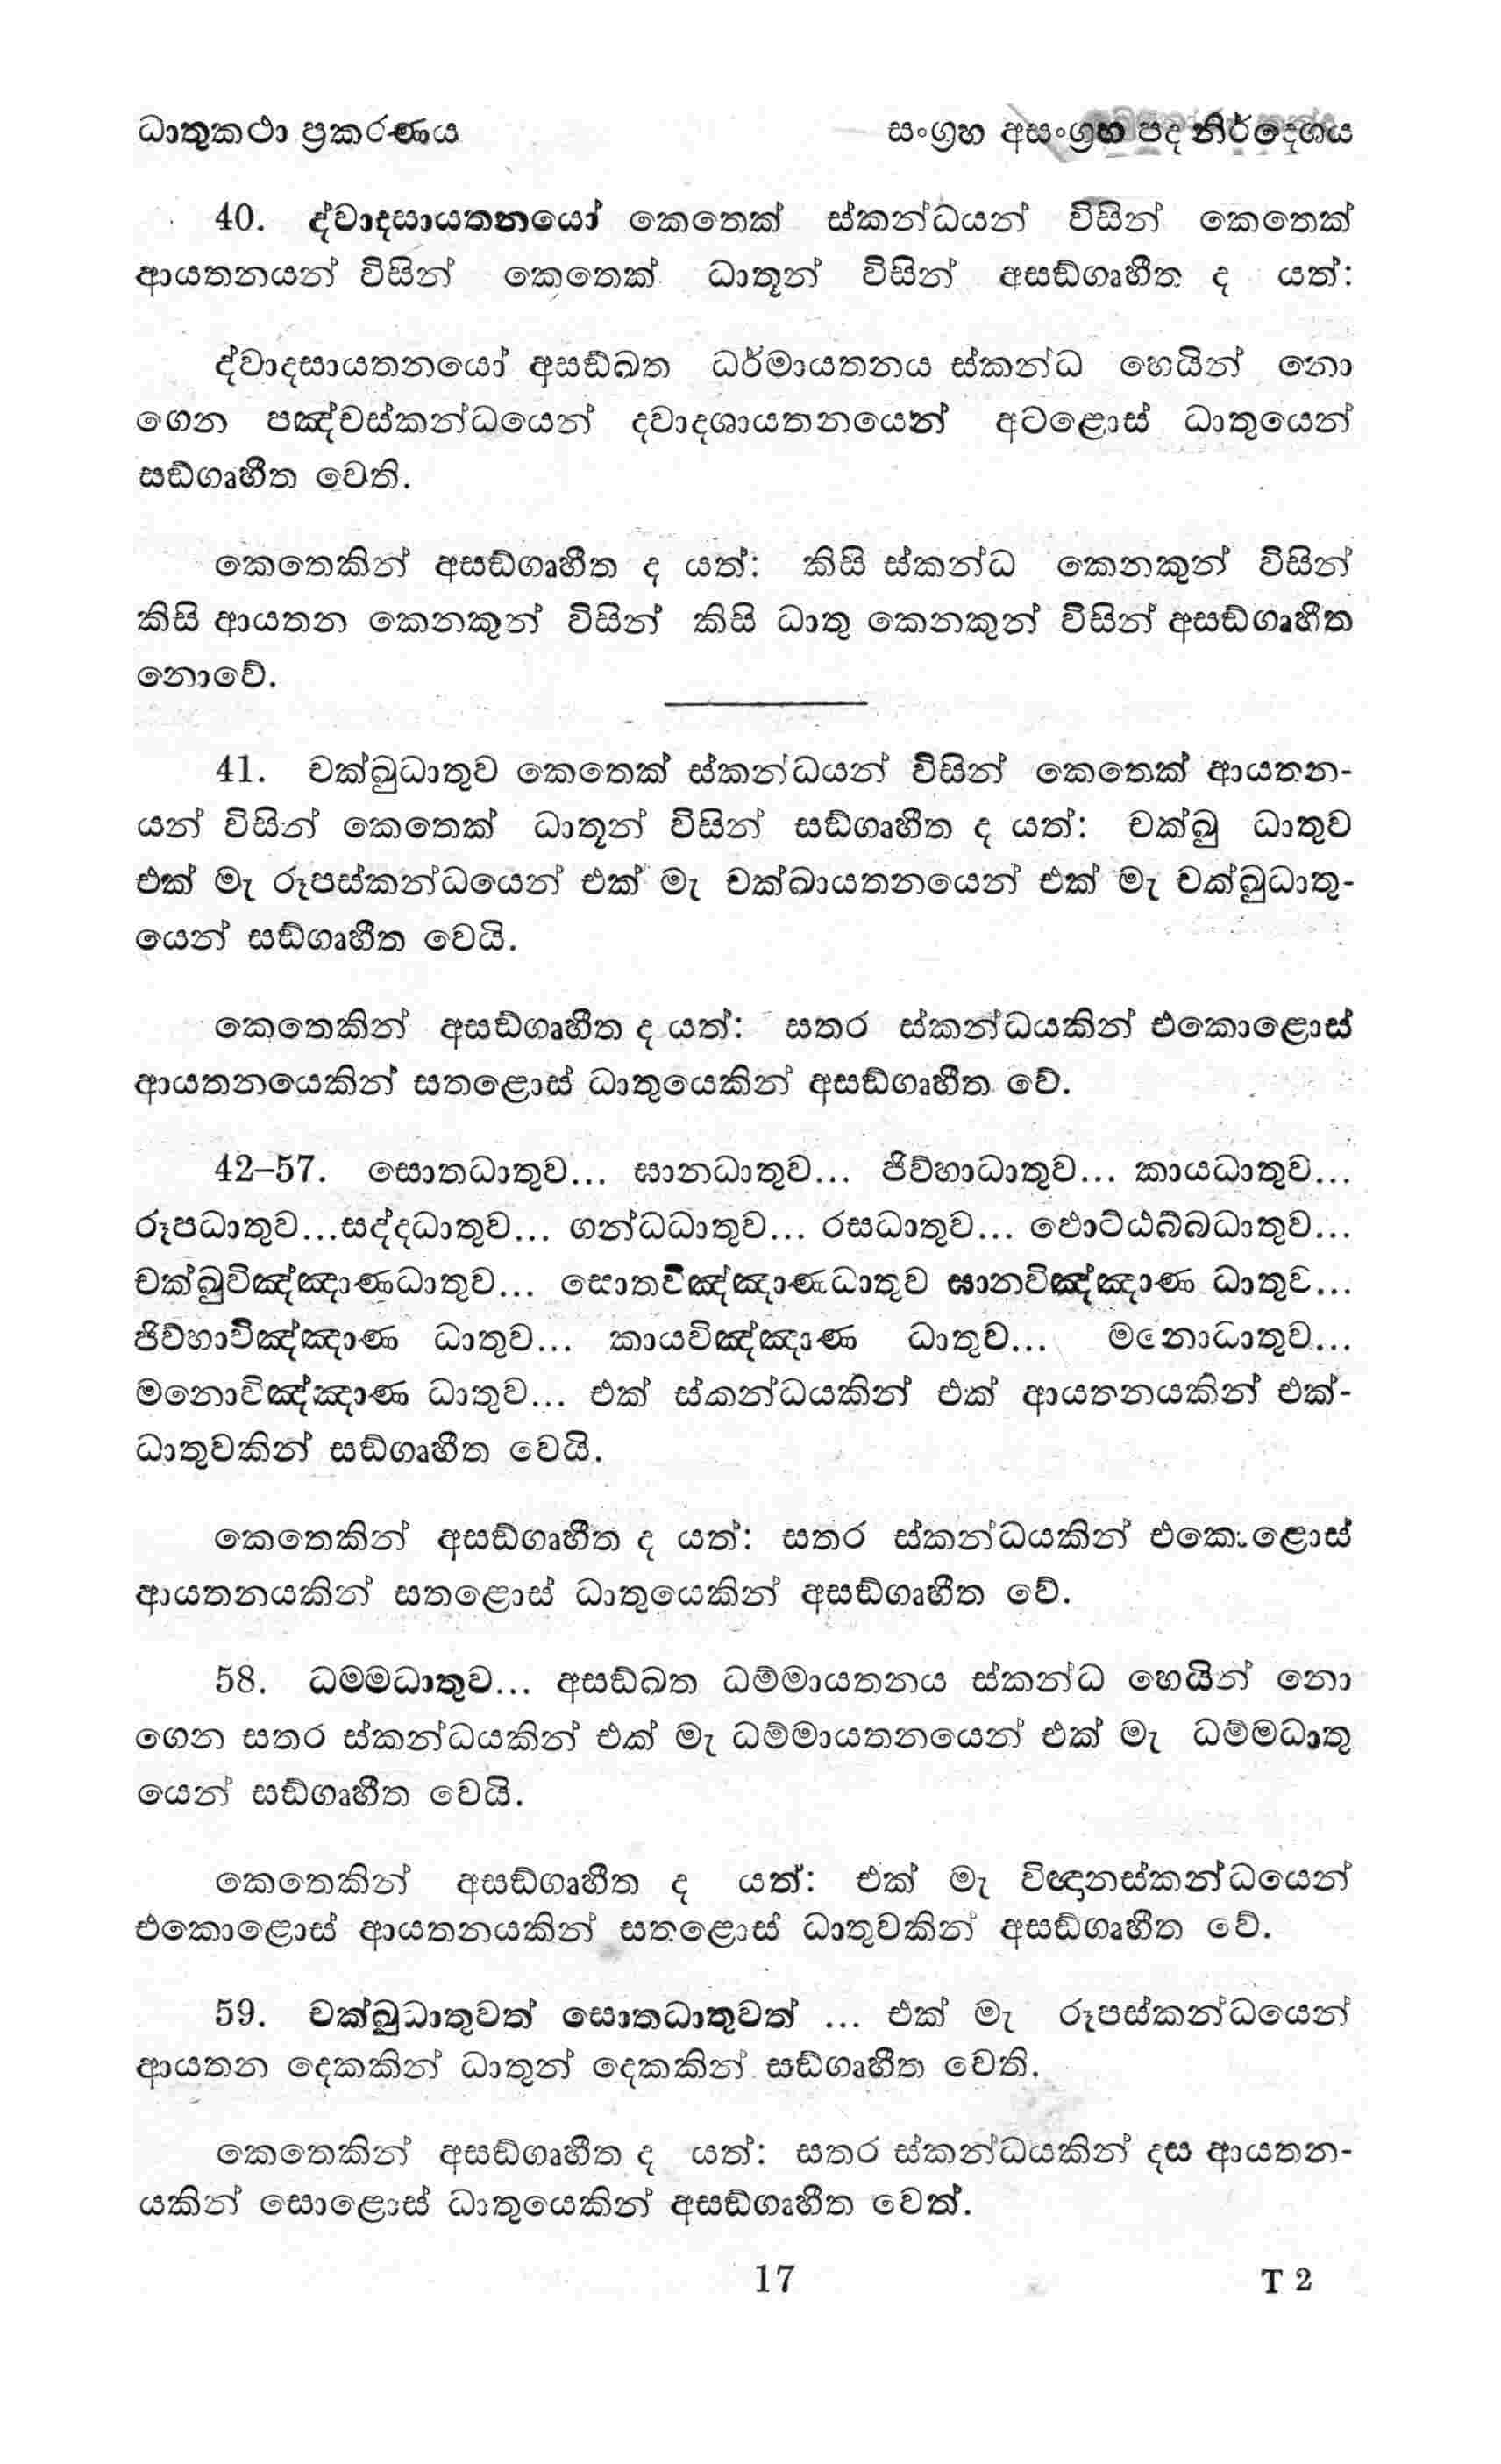 ධාතුකථා ප්‍රකරණය
සංග්‍රහ අසංග්‍රහ පද නිර්දෙශය
40. ද්වාදසායතනයෝ කෙතෙක් ස්කන්ධයන් විසින් කෙතෙක්
ආයතනයන් විසින් කෙතෙක් ධාතූන් විසින් අසඞ්ගෘහීත ද යත්:
ද්වාදසායතනයෝ අසඞ්ඛත ධර්මායතනය ස්කන්ධ හෙයින් නො
ගෙන පඤ්චස්කන්ධයෙන් දවාදශායතනයෙන් අටළොස් ධාතුයෙන්
සඞ්ගෘහීත වෙති.
කෙතෙකින් අසඞ්ගෘහීත ද යත්: කිසි ස්කන්ධ කෙනකුන් විසින්
කිසි ආයතන කෙනකුන් විසින් කිසි ධාතු කෙනකුන් විසින් අසඞ්ගෘහීත
නොවේ.
41. චක්ඛුධාතුව කෙතෙක් ස්කන්ධයන් විසින් කෙතෙක් ආයතන-
යන් විසින් කෙතෙක් ධාතූන් විසින් සඞ්ගෘහීත ද යත්: චක්ඛු ධාතුව
එක් මැ රූපස්කන්ධයෙන් එක් මැ චක්ඛායතනයෙන් එක් මැ චක්ඛුධාතු-
යෙන් සඞ්ගෘහීත වෙයි.
කෙතෙකින් අසඞ්ගෘහීත ද යත්: සතර ස්කන්ධයකින් එකොළොස්
ආයතනයෙකින් සතළොස් ධාතුයෙකින් අසඞ්ගෘහීත වේ.
42–57. සොතධාතුව... ඝානධාතුව... ජිව්හාධාතුව... කායධාතුව...
රූපධාතුව...සද්දධාතුව... ගන්ධධාතුව... රසධාතුව... ඵොට්ඨබ්බධාතුව...
චක්ඛුවිඤ්ඤාණධාතුව... සොතවිඤ්ඤාණධාතුව ඝානවිඤ්ඤාණ ධාතුව...
ජිව්හාවිඤ්ඤාණ ධාතුව... කායවිඤ්ඤාණ ධාතුව... මනොධාතුව...
මනොවිඤ්ඤාණ ධාතුව... එක් ස්කන්ධයකින් එක් ආයතනයකින් එක්-
ධාතුවකින් සඞ්ගෘහීත වෙයි.
කෙතෙකින් අසඞ්ගෘහීත ද යත්: සතර ස්කන්ධයකින් එකොළොස්
ආයතනයකින් සතළොස් ධාතුයෙකින් අසඞ්ගෘහීත වේ.
58. ධමමධාතුව... අසඞ්ඛත ධම්මායතනය ස්කන්ධ හෙයින් නො
ගෙන සතර ස්කන්ධයකින් එක් මැ ධම්මායතනයෙන් එක් මැ ධම්මධාතු
යෙන් සඞ්ගෘහීත වෙයි.
කෙතෙකින් අසඞ්ගෘහීත ද යත්: එක් මැ විඥානස්කන්ධයෙන්
එකොළොස් ආයතනයකින් සතළොස් ධාතුවකින් අසඞ්ගෘහීත වේ.
59. චක්ඛුධාතුවත් සොතධාතුවත් ... එක් මැ රූපස්කන්ධයෙන්
ආයතන දෙකකින් ධාතුන් දෙකකින් සඞ්ගෘහීත වෙති.
කෙතෙකින් අසඞ්ගෘහීත ද යත්: සතර ස්කන්ධයකින් දස ආයතන-
යකින් සොළොස් ධාතුයෙකින් අසඞ්ගෘහීත වෙත්.
17
T 2